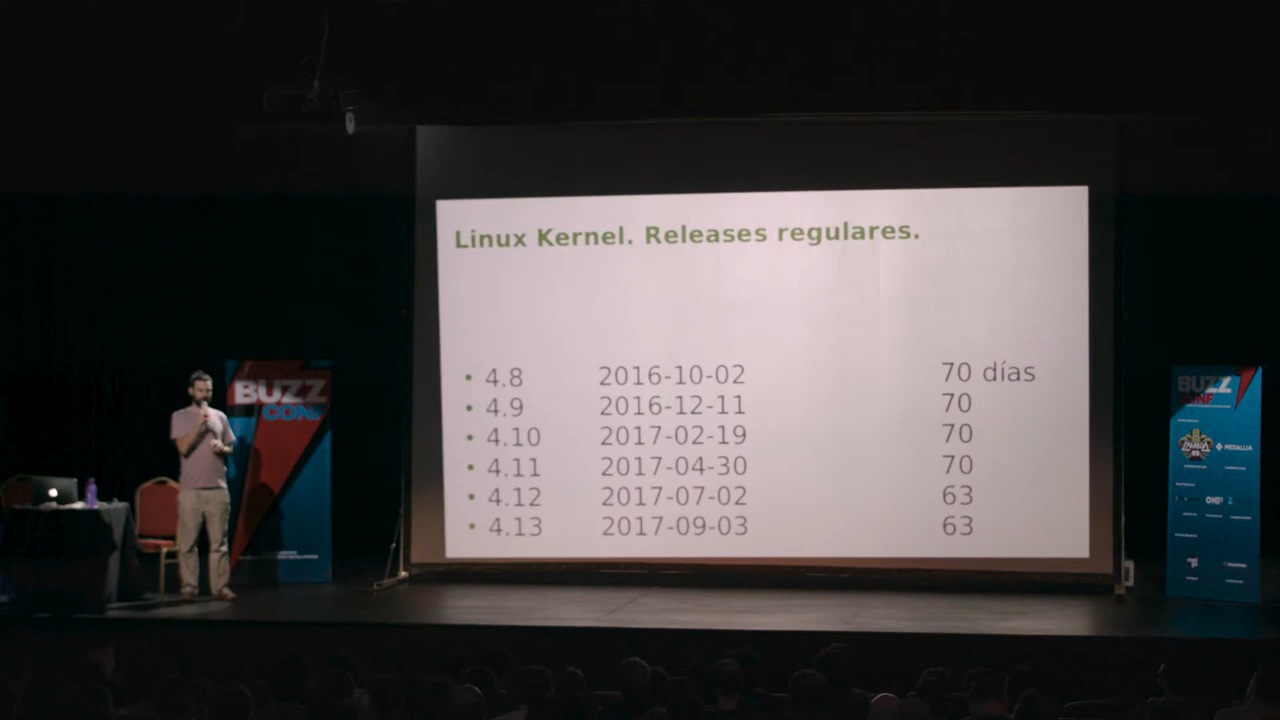 Linux Kernel. Releases regulares.
• 4.8 2016-10-02 70 días
• 4.9 2016-12-11 70
• 4.10 2017-02-19 70
• 4.11 2017-04-30 70
• 4.12 2017-07-02 63
• 4.13 2017-09-03 63
BUZZ
CONF
BUZZ
CONF
MEDALLIA